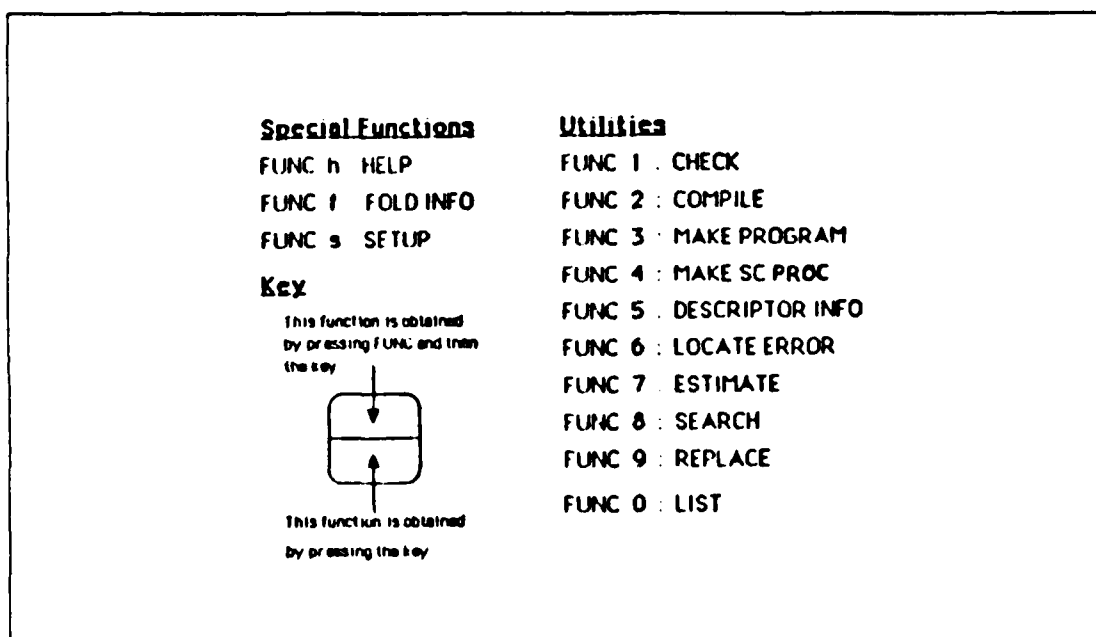 Special Functions
FUNC h HELP
FUNC f FOLD INFO
FUNC s SETUP
Key
This function is obtained
by pressing FUNC and then
the key
This function is obtained
by pressing the key
Utilities
FUNC 1 . CHECK
FUNC 2 : COMPILE
FUNC 3 : MAKE PROGRAM
FUNC 4 : MAKE SC PROC
FUNC 5 . DESCRIPTOR INFO
FUNC 6 : LOCATE ERROR
FUNC 7 . ESTIMATE
FUNC 8 : SEARCH
FUNC 9 : REPLACE
FUNC 0 : LIST